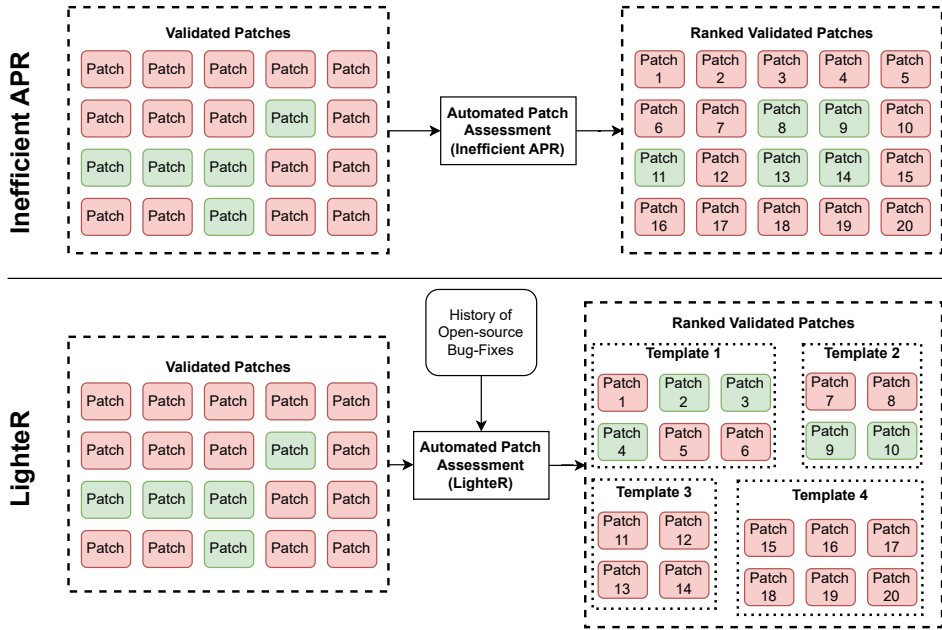 Inefficient APR
Validated Patches
Patch Patch Patch Patch Patch
Patch Patch Patch Patch Patch
Patch Patch Patch Patch Patch
Patch Patch Patch Patch Patch
Automated Patch
Assessment
(Inefficient APR)
Ranked Validated Patches
Patch Patch Patch Patch Patch
1 2 3 4 5
Patch Patch Patch Patch Patch
6 7 8 9 10
Patch Patch Patch Patch Patch
11 12 13 14 15
Patch Patch Patch Patch Patch
16 17 18 19 20
LighteR
Validated Patches
Patch Patch Patch Patch Patch
Patch Patch Patch Patch Patch
Patch Patch Patch Patch Patch
Patch Patch Patch Patch Patch
History of
Open-source
Bug-Fixes
Automated Patch
Assessment
(LighteR)
Ranked Validated Patches
Template 1
Patch Patch Patch
1 2 3
Patch Patch Patch
4 5 6
Template 2
Patch Patch
7 8
Patch Patch
9 10
Template 3
Patch Patch
11 12
Patch Patch
13 14
Template 4
Patch Patch Patch
15 16 17
Patch Patch Patch
18 19 20